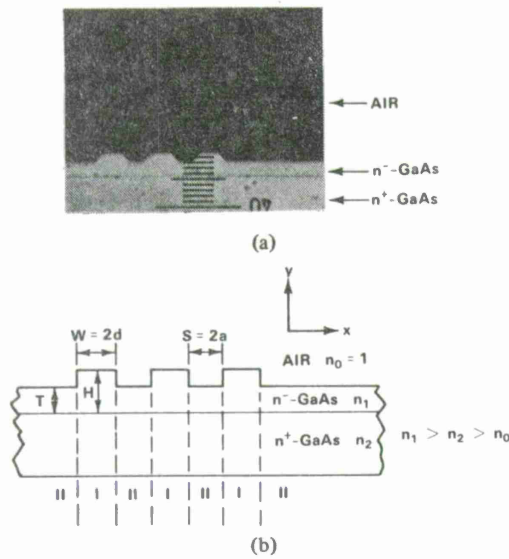 AIR
n⁻-GaAs
n⁺-GaAs
(a)
y
x
W = 2d
S = 2a
AIR n₀ = 1
T
H
n⁻-GaAs n₁
n⁺-GaAs n₂
n₁ > n₂ > n₀
II I II I II I II
(b)